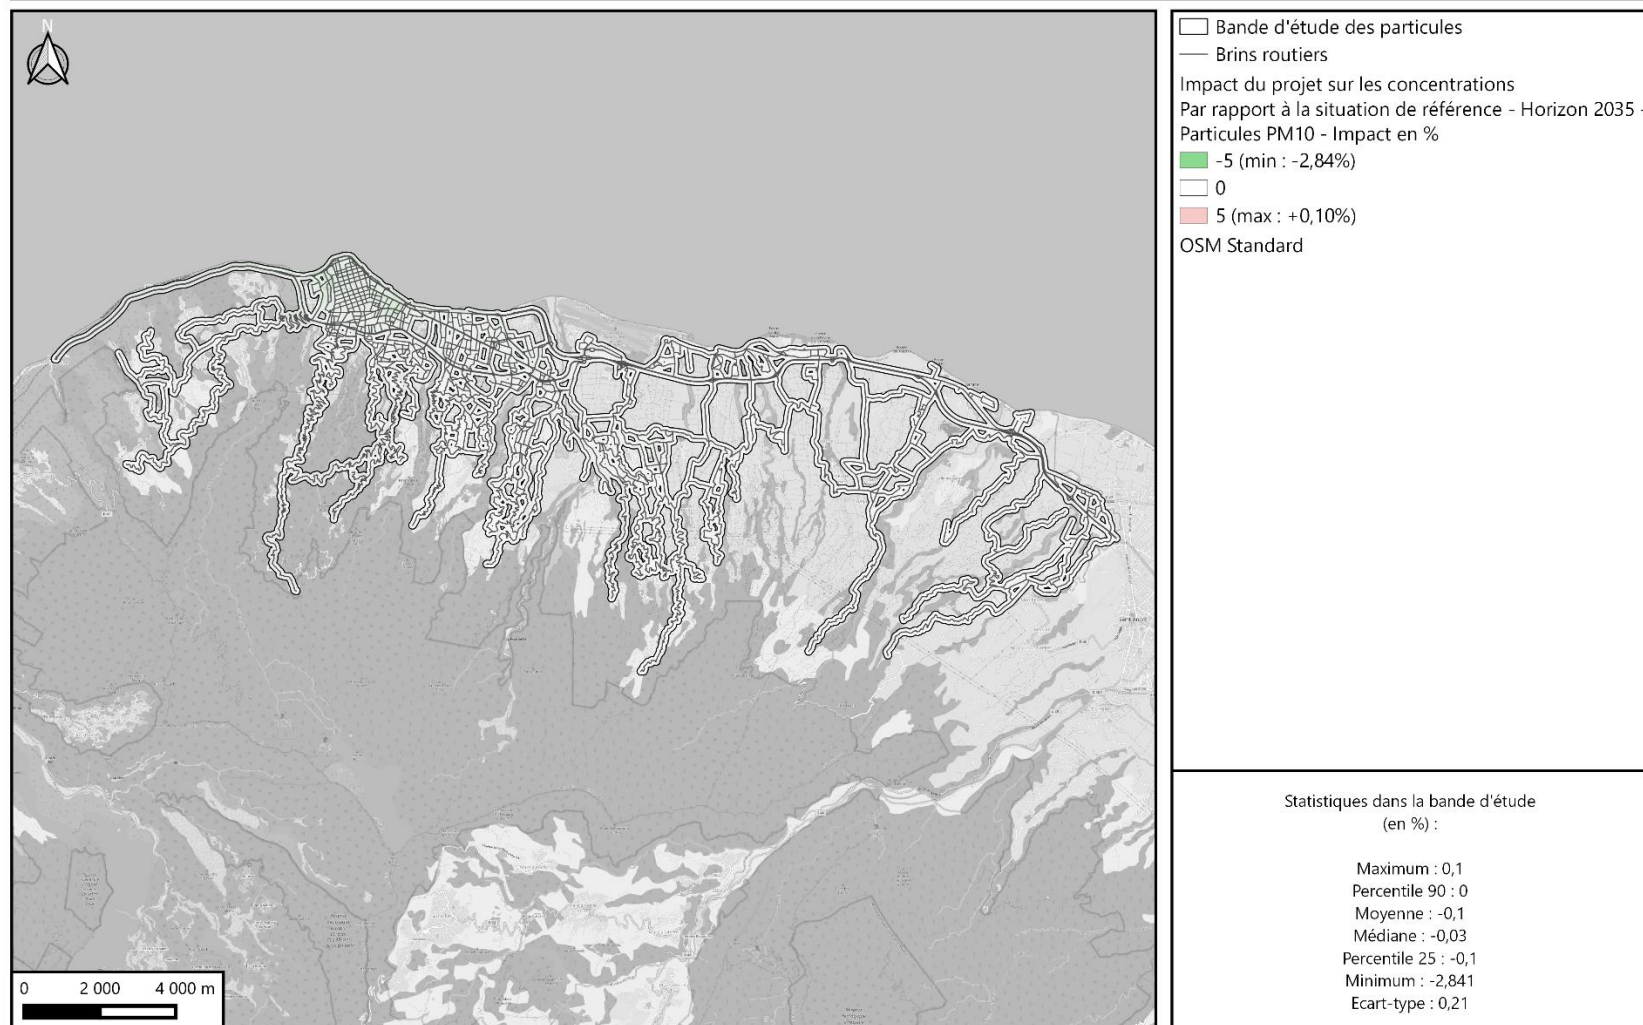 N
Bande d'étude des particules
Brins routiers
Impact du projet sur les concentrations
Par rapport à la situation de référence - Horizon 2035 -
Particules PM10 - Impact en %
-5 (min : -2,84%)
0
5 (max : +0,10%)
OSM Standard
Statistiques dans la bande d'étude
(en %) :
Maximum : 0,1
Percentile 90 : 0
Moyenne : -0,1
Médiane : -0,03
Percentile 25 : -0,1
Minimum : -2,841
Ecart-type : 0,21
0 2 000 4 000 m